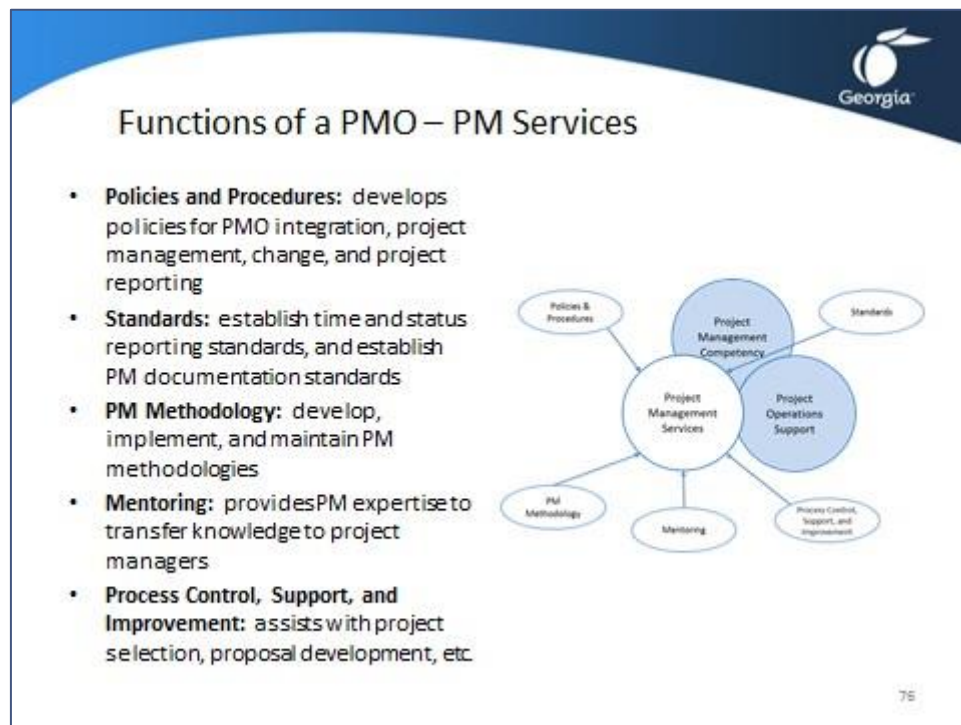 Georgia
Functions of a PMO – PM Services
• Policies and Procedures: develops
policies for PMO integration, project
management, change, and project
reporting
• Standards: establish time and status
reporting standards, and establish
PM documentation standards
• PM Methodology: develop,
implement, and maintain PM
methodologies
• Mentoring: provides PM expertise to
transfer knowledge to project
managers
• Process Control, Support, and
Improvement: assists with project
selection, proposal development, etc.
Policies &
Procedures
Project
Management
Competency
Standards
Project
Management
Services
Project
Operations
Support
PM
Methodology
Mentoring
Process Control,
Support, and
Improvement
76